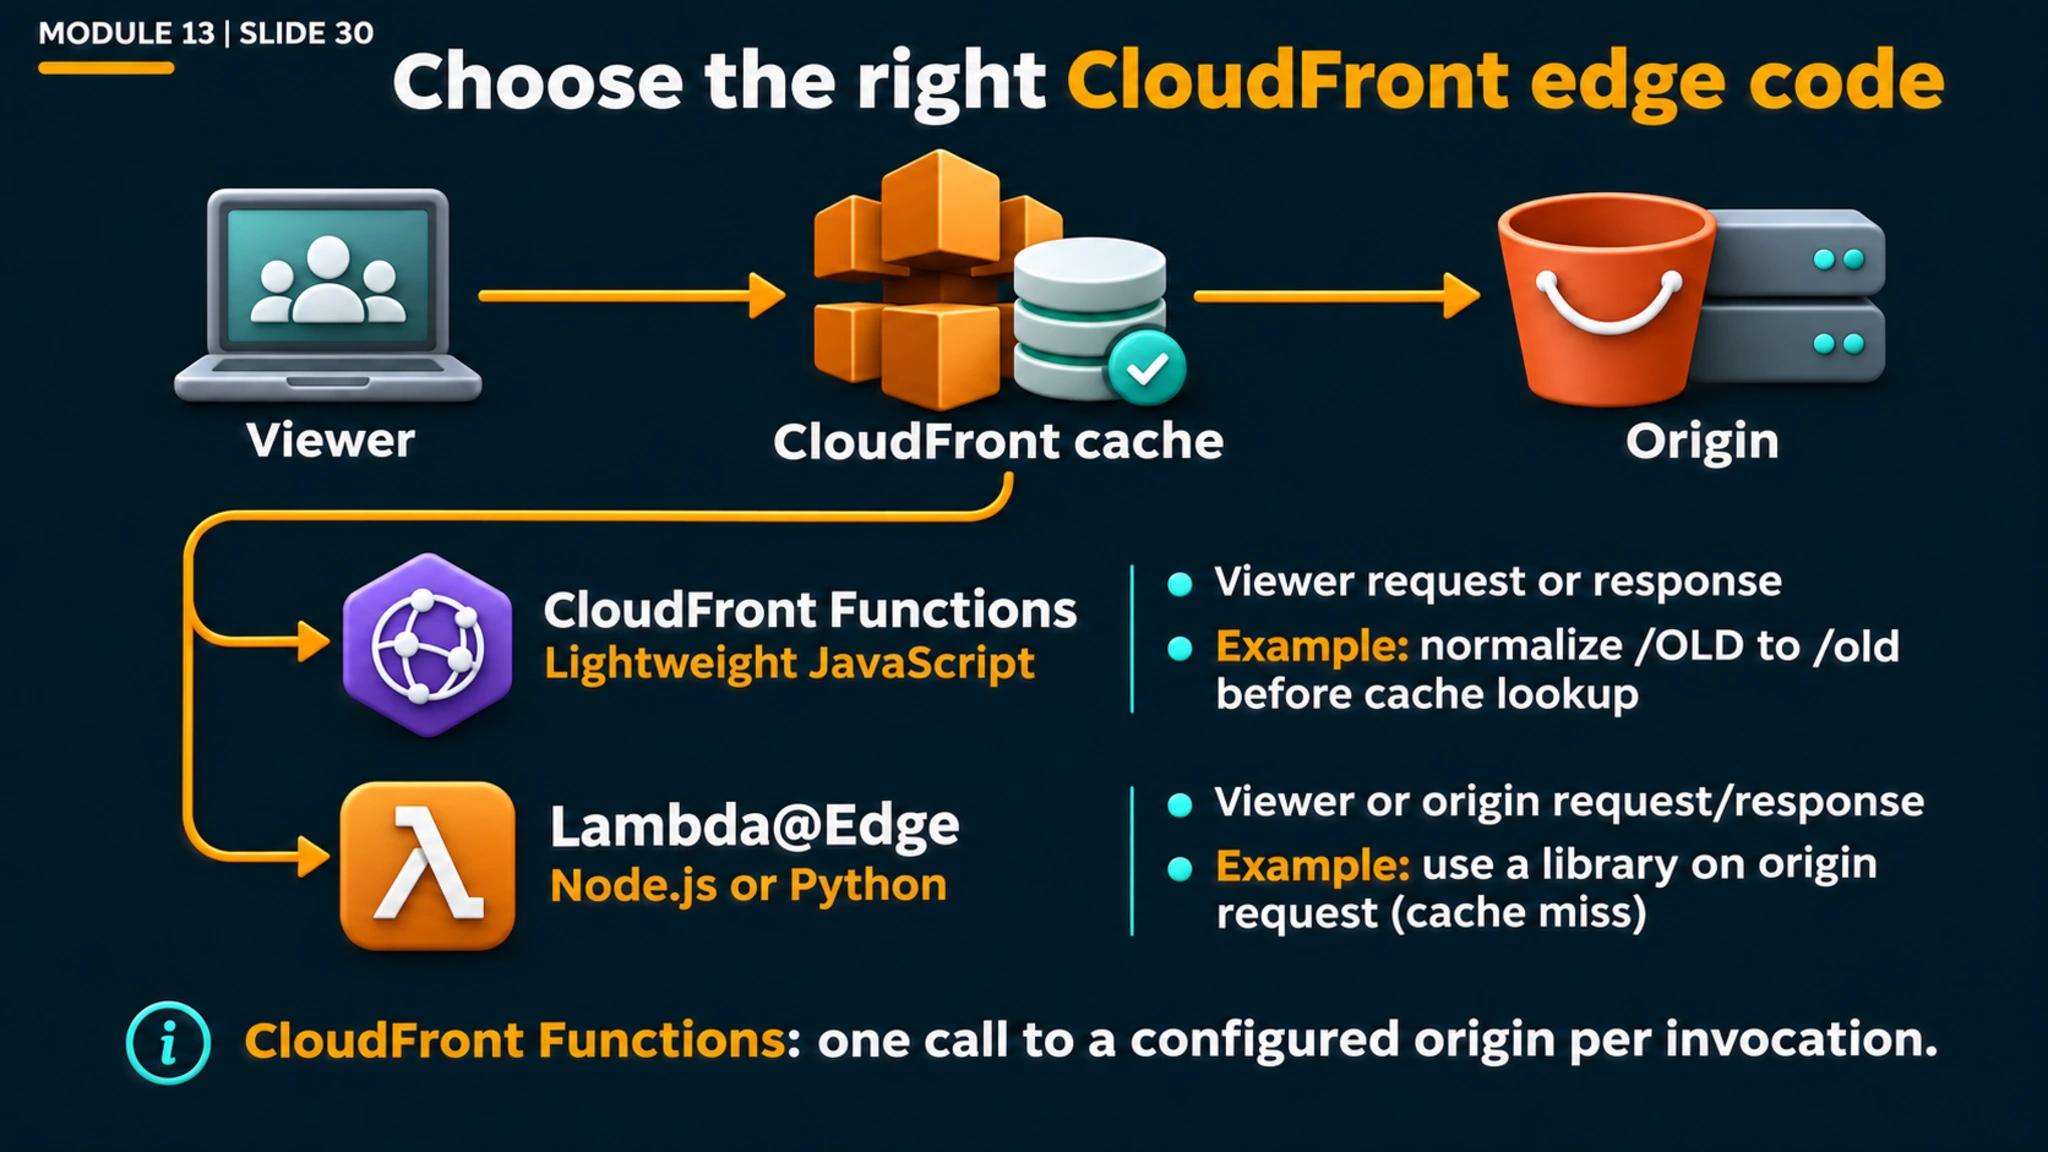 MODULE 13 | SLIDE 30
Choose the right CloudFront edge code
Viewer
CloudFront cache
Origin
CloudFront Functions
Lightweight JavaScript
Viewer request or response
Example: normalize /OLD to /old
before cache lookup
Lambda@Edge
Node.js or Python
Viewer or origin request/response
Example: use a library on origin
request (cache miss)
i
CloudFront Functions: one call to a configured origin per invocation.